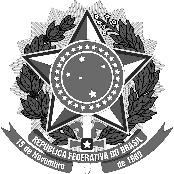 REPÚBLICA FEDERATIVA DO BRASIL
15 de Novembro
de 1889